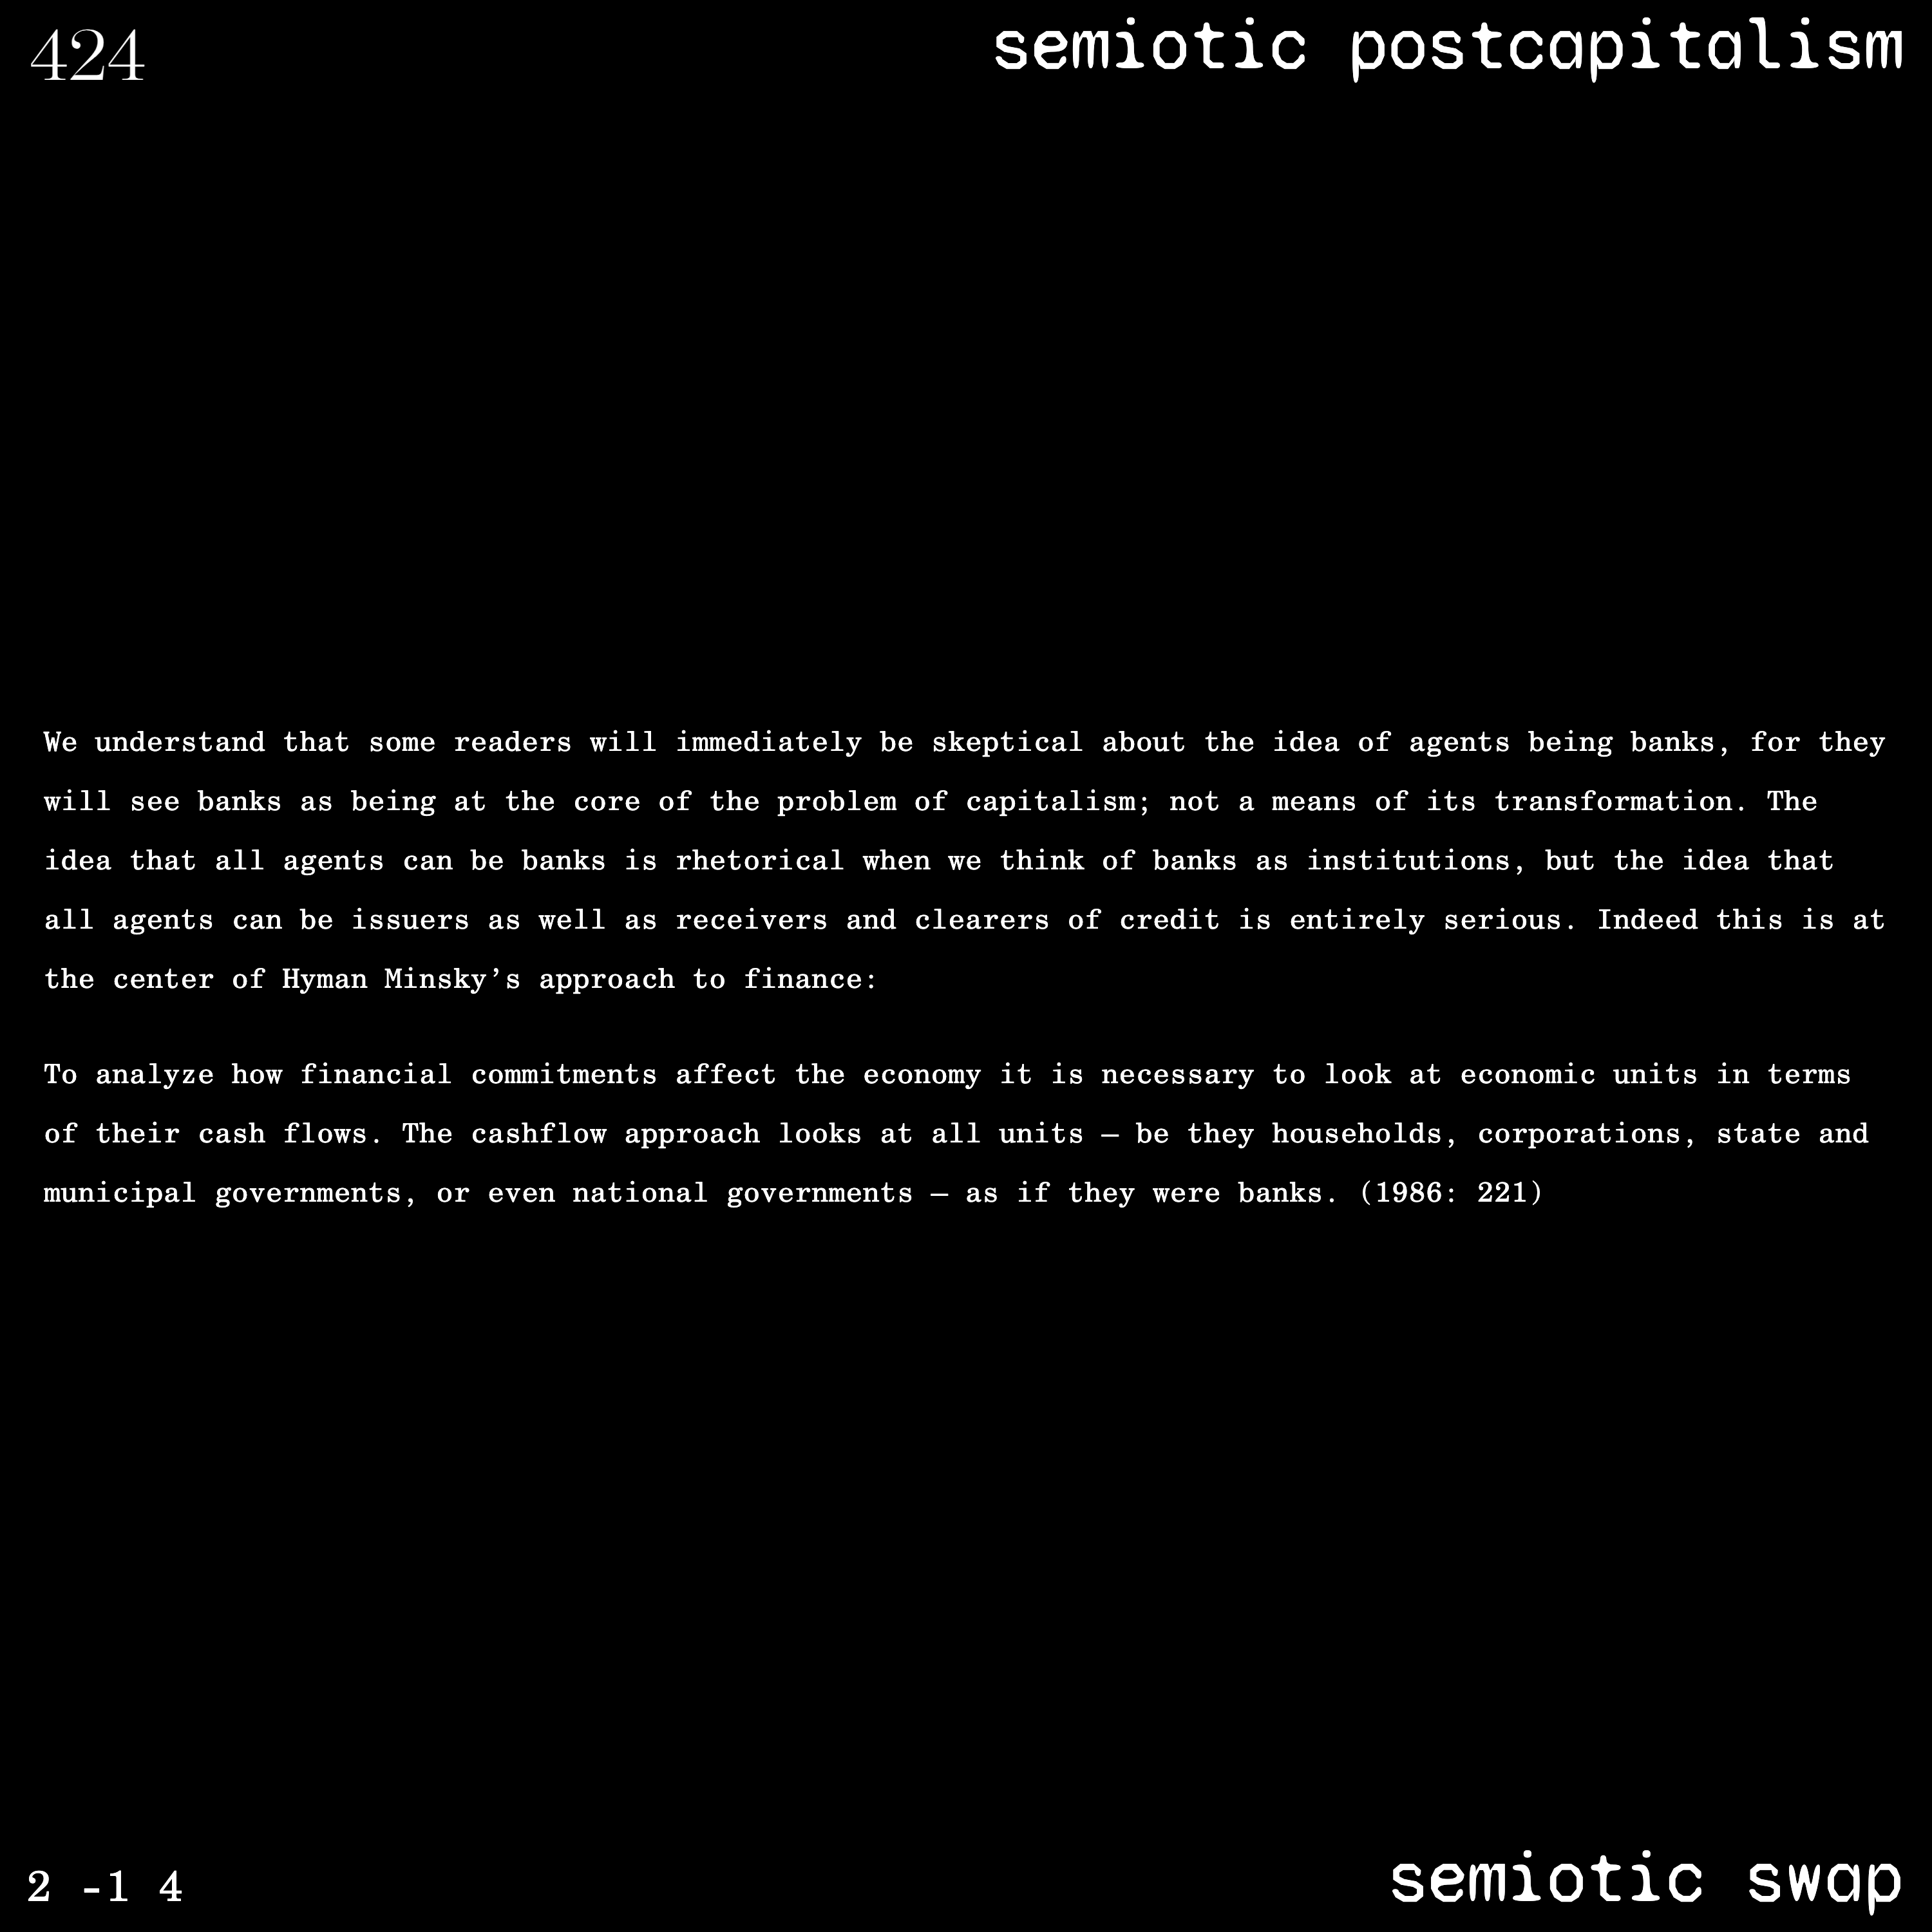 424
semiotic postcapitalism
We understand that some readers will immediately be skeptical about the idea of agents being banks, for they
will see banks as being at the core of the problem of capitalism; not a means of its transformation. The
idea that all agents can be banks is rhetorical when we think of banks as institutions, but the idea that
all agents can be issuers as well as receivers and clearers of credit is entirely serious. Indeed this is at
the center of Hyman Minsky’s approach to finance:
To analyze how financial commitments affect the economy it is necessary to look at economic units in terms
of their cash flows. The cashflow approach looks at all units – be they households, corporations, state and
municipal governments, or even national governments – as if they were banks. (1986: 221)
2 -1 4
semiotic swap